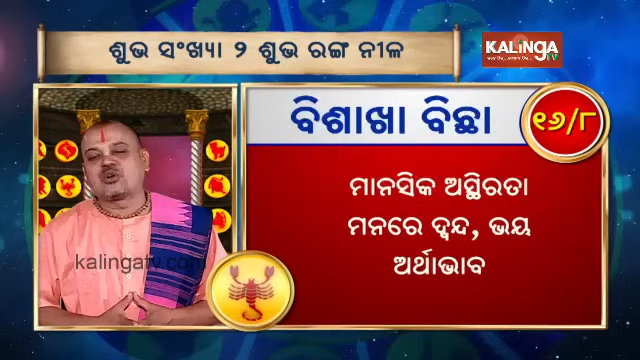 ଶୁଭ ସଂଖ୍ୟା ୨ ଶୁଭ ରଙ୍ଗ ନୀଳ
KALINGA
TV
ବିଶାଖା ବିଛା
୧୬/୮
ମାନସିକ ଅସ୍ଥିରତା
ମନରେ ଦ୍ୱନ୍ଦ, ଭୟ
ଅର୍ଥାଭାବ
kalingatv.com